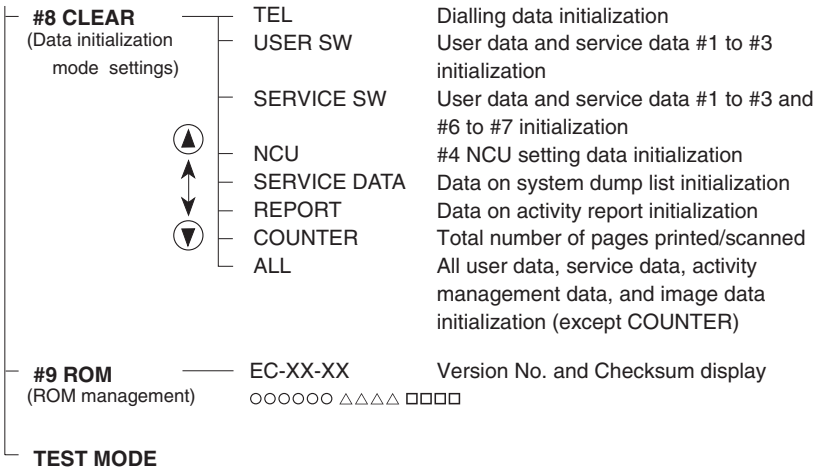 #8 CLEAR TEL Dialling data initialization
(Data initialization USER SW User data and service data #1 to #3
mode settings) initialization
SERVICE SW User data and service data #1 to #3 and
#6 to #7 initialization
NCU #4 NCU setting data initialization
SERVICE DATA Data on system dump list initialization
REPORT Data on activity report initialization
COUNTER Total number of pages printed/scanned
ALL All user data, service data, activity
management data, and image data
initialization (except COUNTER)
#9 ROM EC-XX-XX Version No. and Checksum display
(ROM management) ○○○○○○ △△△△ □□□□
TEST MODE